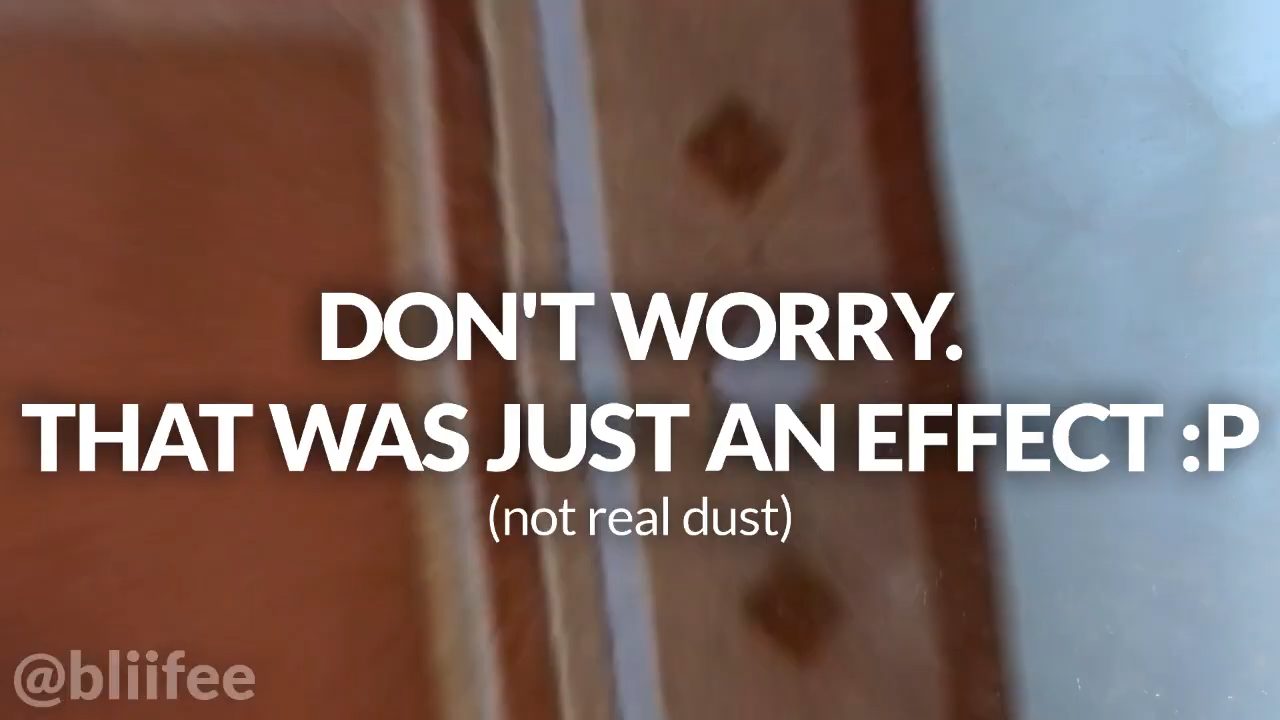 DON'T WORRY.
THAT WAS JUST AN EFFECT :P
(not real dust)
@bliifee